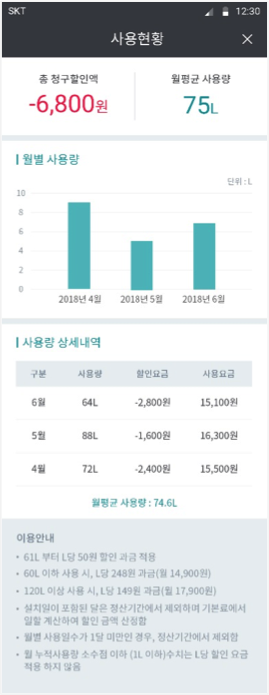 SKT 12:30
사용현황
총 청구할인액 월평균 사용량
-6,800원 75L
월별 사용량
단위 : L
10
8
6
4
2
0
2018년 4월 2018년 5월 2018년 6월
사용량 상세내역
구분 사용량 할인요금 사용요금
6월 64L -2,800원 15,100원
5월 88L -1,600원 16,300원
4월 72L -2,400원 15,500원
월평균 사용량 : 74.6L
이용안내
• 61L 부터 L당 50원 할인 과금 적용
• 60L 이하 사용 시, L당 248원 과금(월 14,900원)
• 120L 이상 사용 시, L당 149원 과금(월 17,900원)
• 설치일이 포함된 달은 정산기간에서 제외하며 기본료에서
일할 계산하여 할인 금액 산정함
• 월별 사용일수가 1달 미만인 경우, 정산기간에서 제외함
• 월 누적사용량 소수점 이하 (1L 이하)수치는 L당 할인 요금
적용 하지 않음